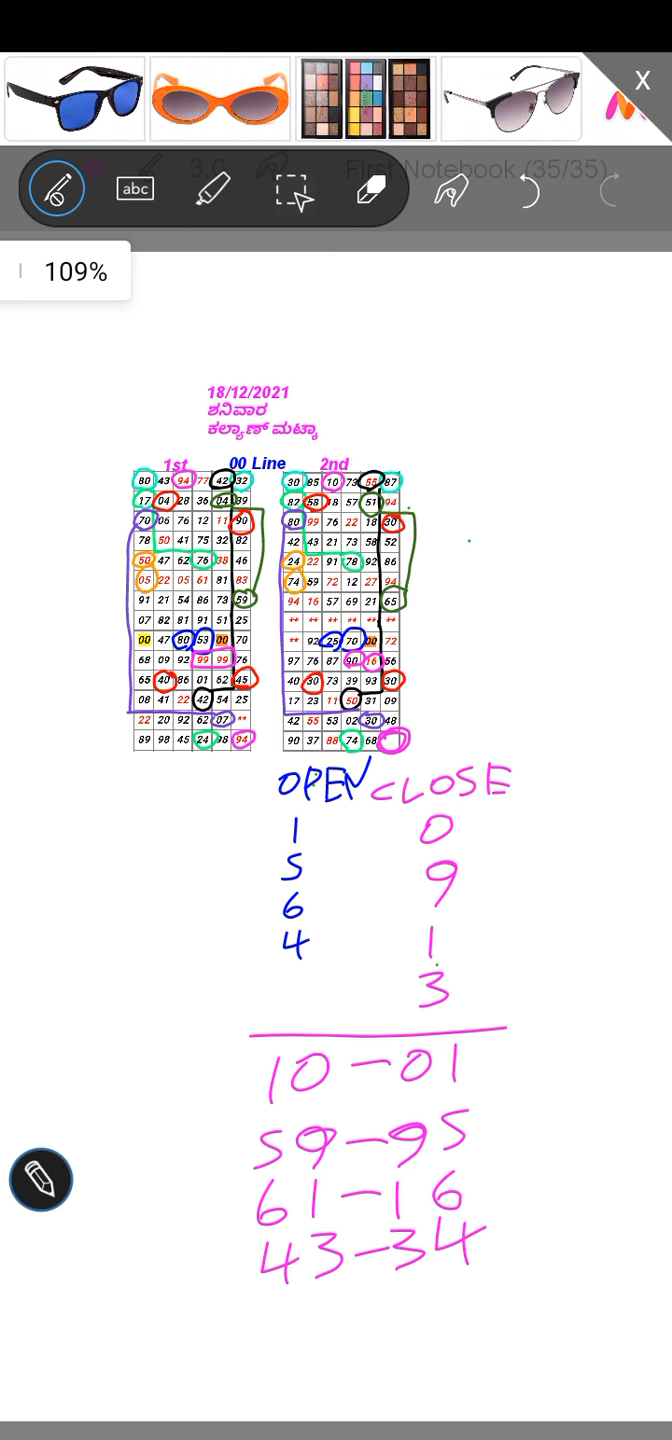 3.0 First Notebook (35/35)
abc
X
109%
18/12/2021
ಶನಿವಾರ
ಕಲ್ಯಾಣ್ ಮಟ್ಕಾ
1st 00 Line 2nd
80 43 94 77 42 32 30 85 10 73 55 87
17 04 28 36 04 89 82 58 18 57 51 94
70 06 76 12 11 90 80 99 76 22 18 30
78 50 41 75 32 82 42 43 21 73 58 52
50 47 62 76 38 46 24 22 91 78 92 86
05 22 05 61 81 83 74 59 72 12 27 94
91 21 54 86 73 59 94 16 57 69 21 65
07 82 81 91 51 25 ** ** ** ** ** **
00 47 80 53 00 70 ** 92 25 70 00 72
68 09 92 99 99 76 97 76 87 90 16 56
65 40 86 01 62 45 40 30 73 39 93 30
08 41 22 42 54 25 17 23 11 50 31 09
22 20 92 62 07 ** 42 55 53 02 30 48
89 98 45 24 98 94 90 37 88 74 68
OPEN CLOSE
1 0
5 9
6 1
4 3
10-01
59-95
61-16
43-34